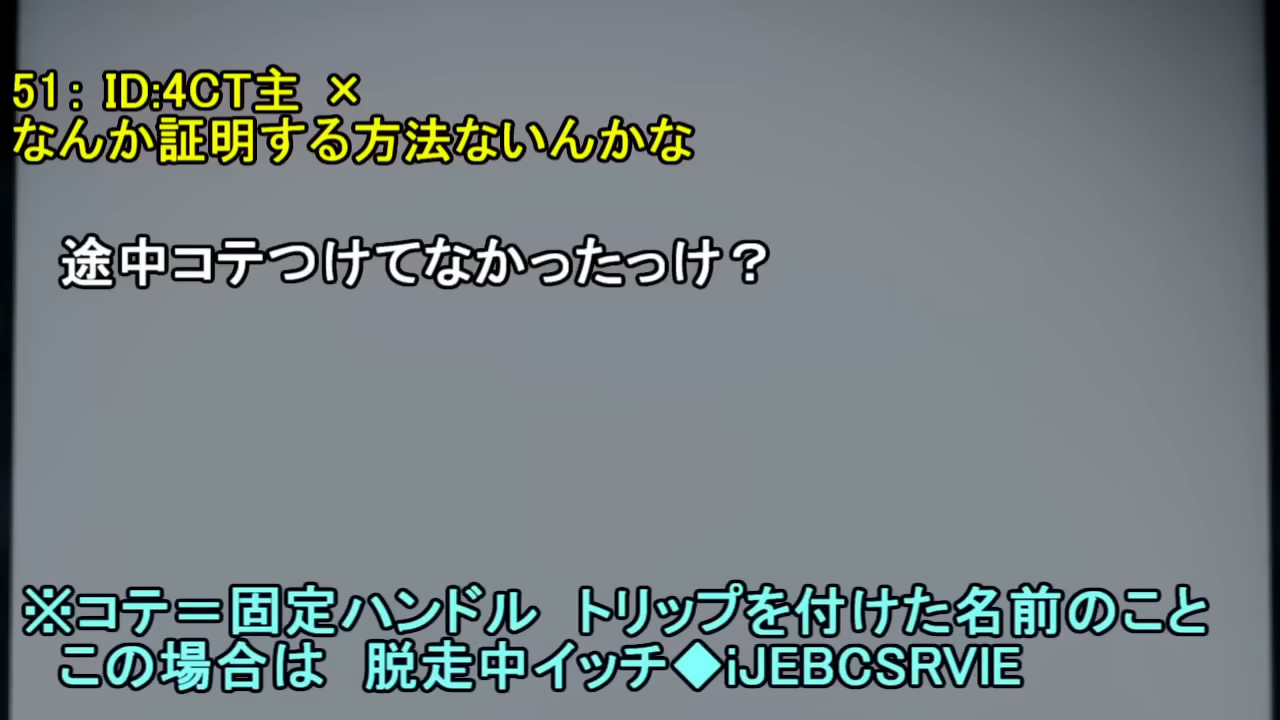 51： ID:4CT主　×
なんか証明する方法ないんかな
途中コテつけてなかったっけ？
※コテ＝固定ハンドル　トリップを付けた名前のこと
この場合は　脱走中イッチ◆iJEBCSRVIE